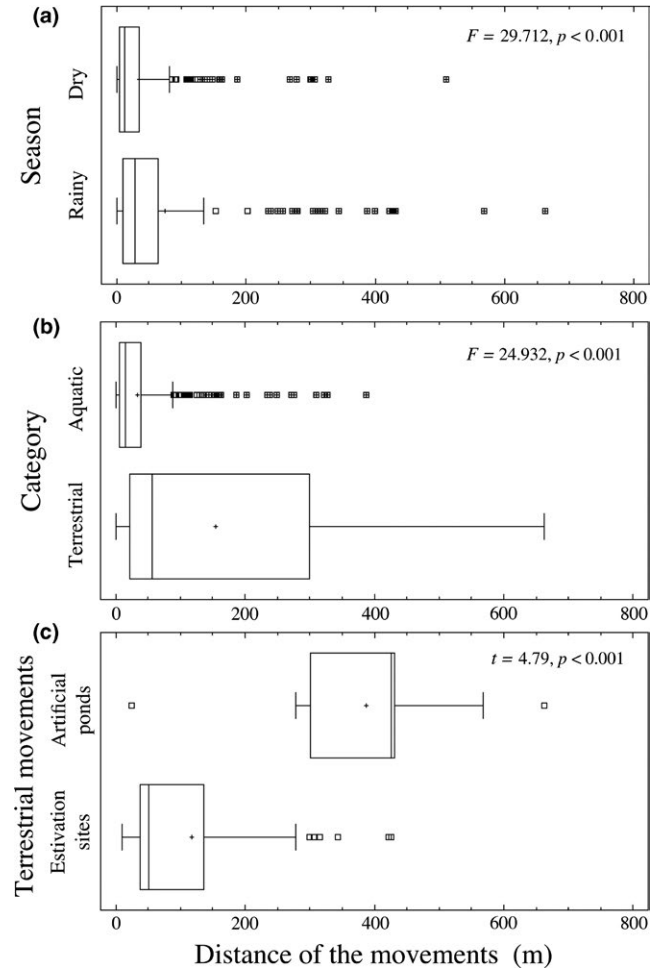 (a)
F = 29.712, p < 0.001
Season
Dry
Rainy
0 200 400 600 800
(b)
F = 24.932, p < 0.001
Category
Aquatic
Terrestrial
0 200 400 600 800
(c)
t = 4.79, p < 0.001
Terrestrial movements
Artificial
ponds
Estivation
sites
0 200 400 600 800
Distance of the movements (m)